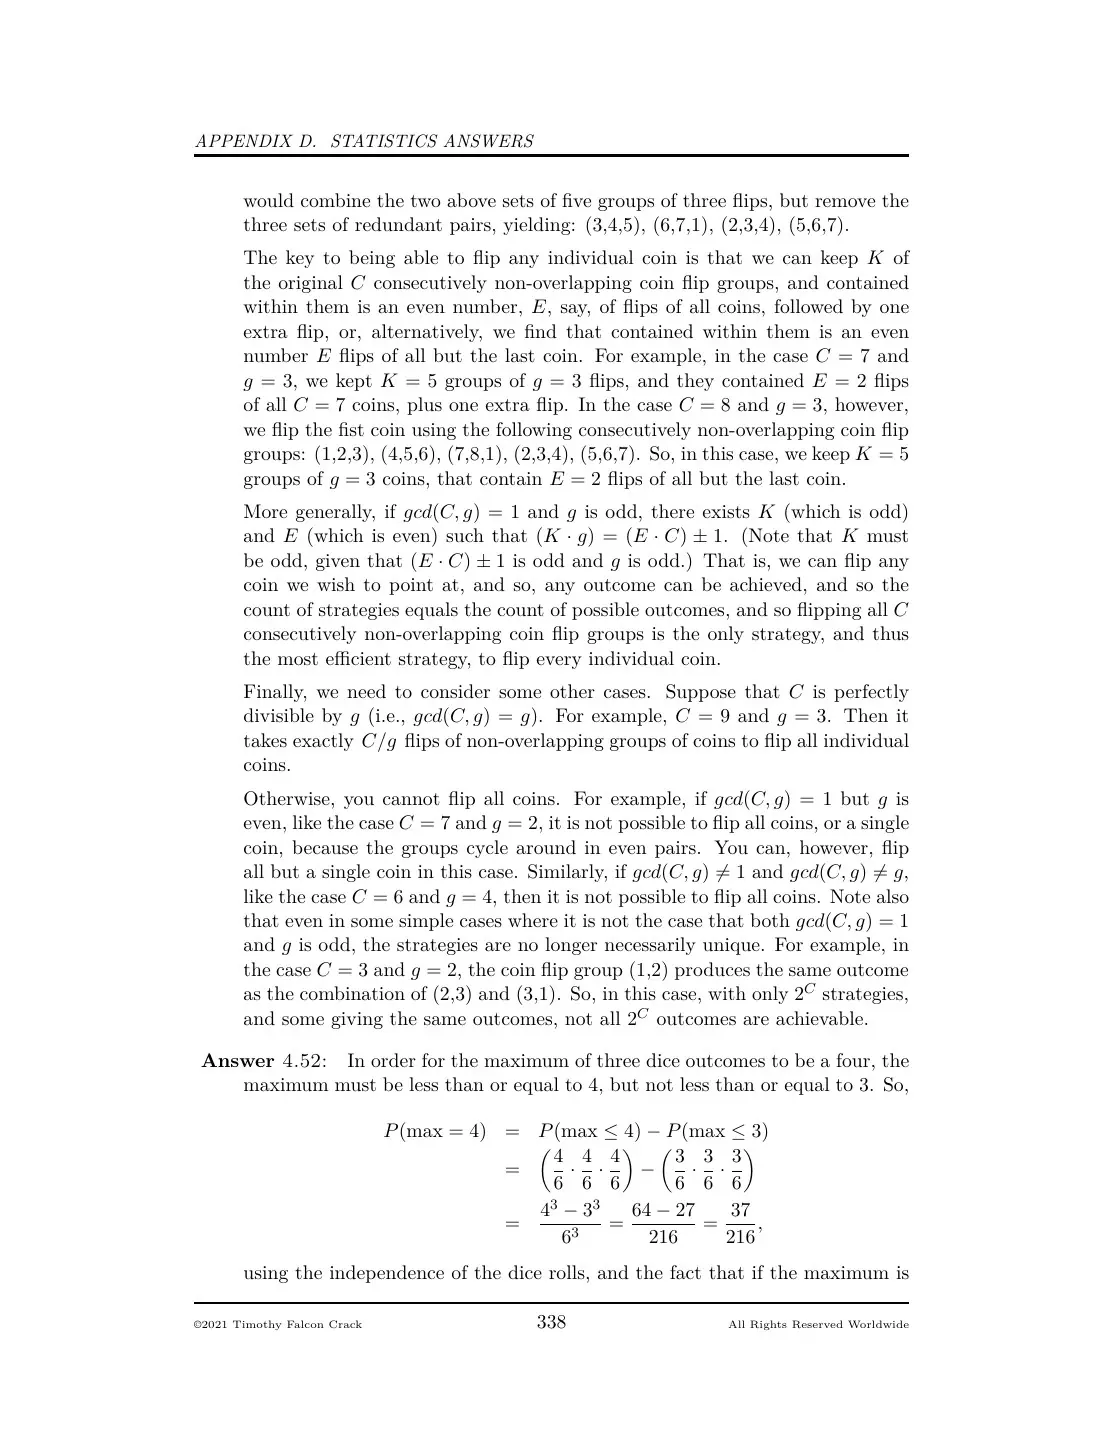 APPENDIX D. STATISTICS ANSWERS
would combine the two above sets of five groups of three flips, but remove the
three sets of redundant pairs, yielding: (3,4,5), (6,7,1), (2,3,4), (5,6,7).
The key to being able to flip any individual coin is that we can keep K of
the original C consecutively non-overlapping coin flip groups, and contained
within them is an even number, E, say, of flips of all coins, followed by one
extra flip, or, alternatively, we find that contained within them is an even
number E flips of all but the last coin. For example, in the case C = 7 and
g = 3, we kept K = 5 groups of g = 3 flips, and they contained E = 2 flips
of all C = 7 coins, plus one extra flip. In the case C = 8 and g = 3, however,
we flip the fist coin using the following consecutively non-overlapping coin flip
groups: (1,2,3), (4,5,6), (7,8,1), (2,3,4), (5,6,7). So, in this case, we keep K = 5
groups of g = 3 coins, that contain E = 2 flips of all but the last coin.
More generally, if gcd(C, g) = 1 and g is odd, there exists K (which is odd)
and E (which is even) such that (K · g) = (E · C) ± 1. (Note that K must
be odd, given that (E · C) ± 1 is odd and g is odd.) That is, we can flip any
coin we wish to point at, and so, any outcome can be achieved, and so the
count of strategies equals the count of possible outcomes, and so flipping all C
consecutively non-overlapping coin flip groups is the only strategy, and thus
the most efficient strategy, to flip every individual coin.
Finally, we need to consider some other cases. Suppose that C is perfectly
divisible by g (i.e., gcd(C, g) = g). For example, C = 9 and g = 3. Then it
takes exactly C/g flips of non-overlapping groups of coins to flip all individual
coins.
Otherwise, you cannot flip all coins. For example, if gcd(C, g) = 1 but g is
even, like the case C = 7 and g = 2, it is not possible to flip all coins, or a single
coin, because the groups cycle around in even pairs. You can, however, flip
all but a single coin in this case. Similarly, if gcd(C, g) ≠ 1 and gcd(C, g) ≠ g,
like the case C = 6 and g = 4, then it is not possible to flip all coins. Note also
that even in some simple cases where it is not the case that both gcd(C, g) = 1
and g is odd, the strategies are no longer necessarily unique. For example, in
the case C = 3 and g = 2, the coin flip group (1,2) produces the same outcome
as the combination of (2,3) and (3,1). So, in this case, with only 2^C strategies,
and some giving the same outcomes, not all 2^C outcomes are achievable.
Answer 4.52: In order for the maximum of three dice outcomes to be a four, the
maximum must be less than or equal to 4, but not less than or equal to 3. So,
P(max = 4) = P(max ≤ 4) − P(max ≤ 3)
= (4/6 · 4/6 · 4/6) − (3/6 · 3/6 · 3/6)
= (4^3 − 3^3)/6^3 = (64 − 27)/216 = 37/216,
using the independence of the dice rolls, and the fact that if the maximum is
©2021 Timothy Falcon Crack 338 All Rights Reserved Worldwide